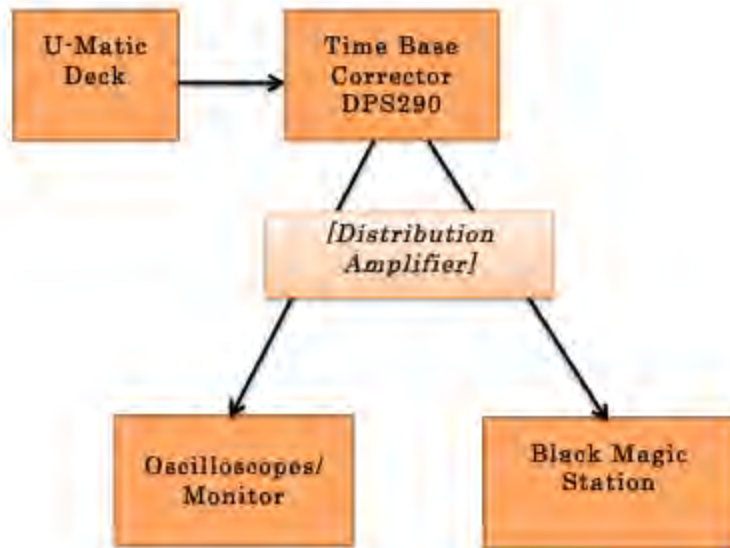 U-Matic
Deck
Time Base
Corrector
DPS290
[Distribution
Amplifier]
Oscilloscopes/
Monitor
Black Magic
Station